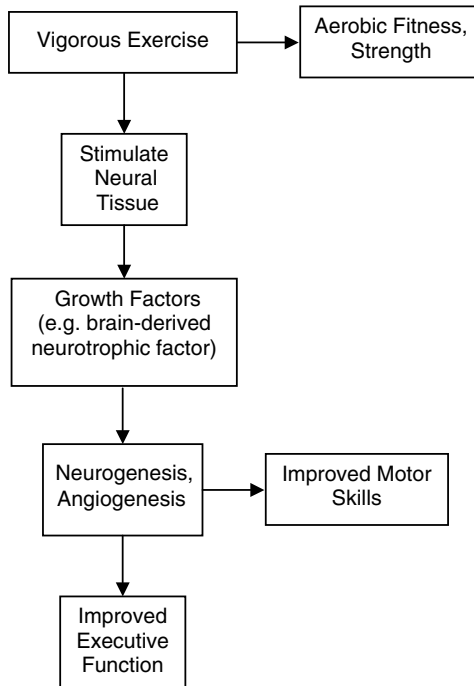 Vigorous Exercise
Aerobic Fitness,
Strength
Stimulate
Neural
Tissue
Growth Factors
(e.g. brain-derived
neurotrophic factor)
Neurogenesis,
Angiogenesis
Improved Motor
Skills
Improved
Executive
Function